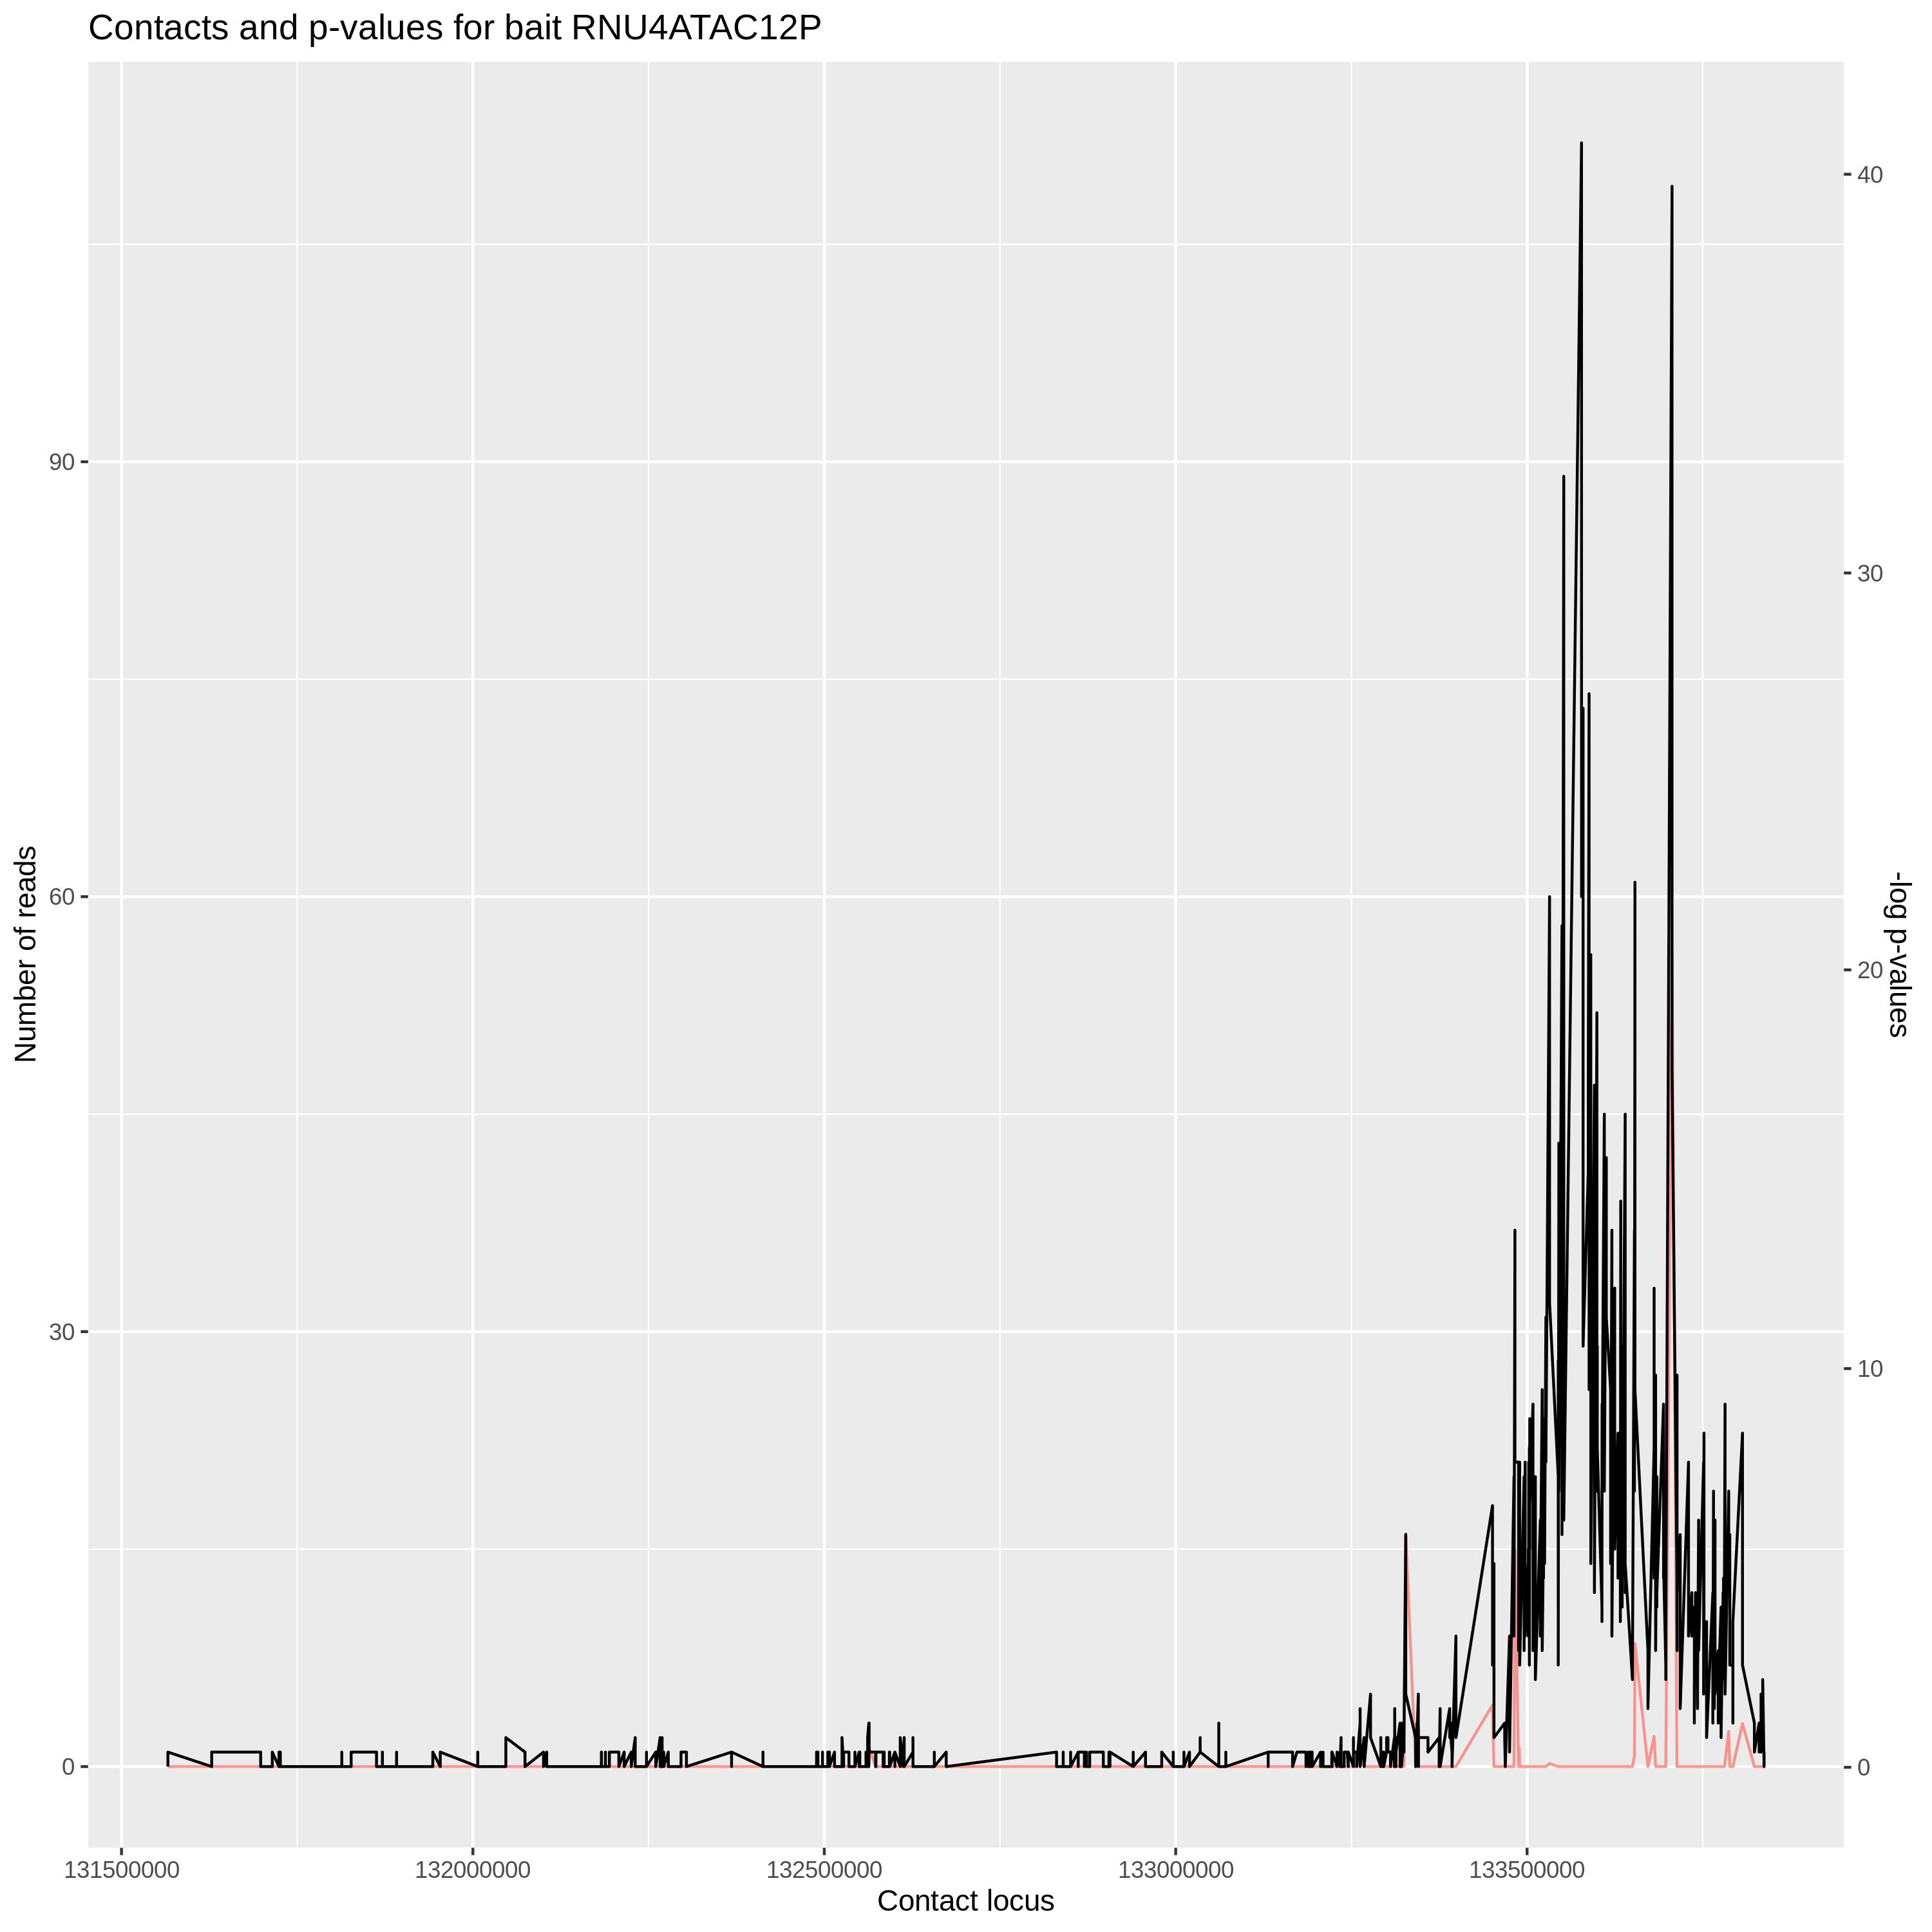 Contacts and p-values for bait RNU4ATAC12P
Number of reads
90
60
30
0
40
30
20
10
0
-log p-values
131500000 132000000 132500000 133000000 133500000
Contact locus